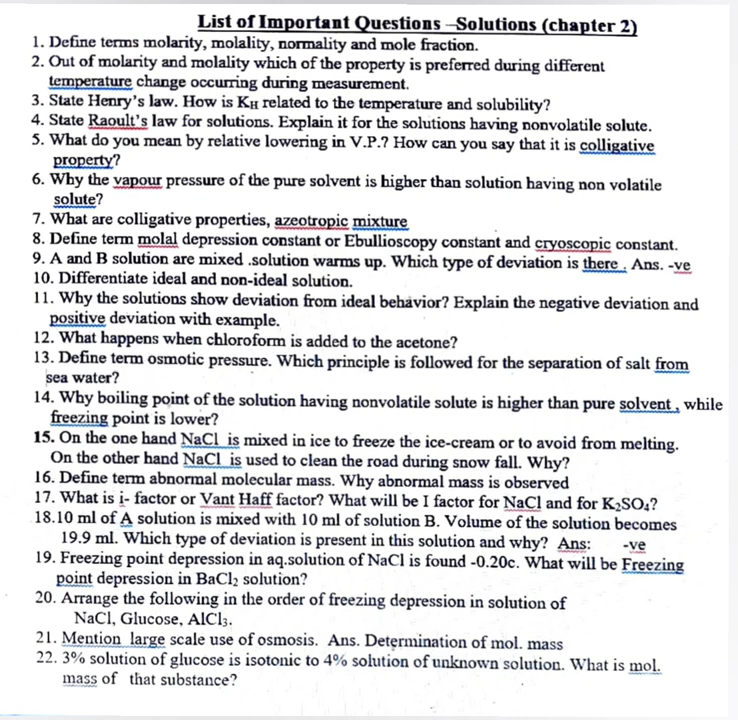 List of Important Questions –Solutions (chapter 2)
1. Define terms molarity, molality, normality and mole fraction.
2. Out of molarity and molality which of the property is preferred during different
temperature change occurring during measurement.
3. State Henry's law. How is KH related to the temperature and solubility?
4. State Raoult's law for solutions. Explain it for the solutions having nonvolatile solute.
5. What do you mean by relative lowering in V.P.? How can you say that it is colligative
property?
6. Why the vapour pressure of the pure solvent is higher than solution having non volatile
solute?
7. What are colligative properties, azeotropic mixture
8. Define term molal depression constant or Ebullioscopy constant and cryoscopic constant.
9. A and B solution are mixed .solution warms up. Which type of deviation is there . Ans. -ve
10. Differentiate ideal and non-ideal solution.
11. Why the solutions show deviation from ideal behavior? Explain the negative deviation and
positive deviation with example.
12. What happens when chloroform is added to the acetone?
13. Define term osmotic pressure. Which principle is followed for the separation of salt from
sea water?
14. Why boiling point of the solution having nonvolatile solute is higher than pure solvent , while
freezing point is lower?
15. On the one hand NaCl is mixed in ice to freeze the ice-cream or to avoid from melting.
On the other hand NaCl is used to clean the road during snow fall. Why?
16. Define term abnormal molecular mass. Why abnormal mass is observed
17. What is i- factor or Vant Haff factor? What will be I factor for NaCl and for K₂SO₄?
18.10 ml of A solution is mixed with 10 ml of solution B. Volume of the solution becomes
19.9 ml. Which type of deviation is present in this solution and why? Ans: -ve
19. Freezing point depression in aq.solution of NaCl is found -0.20c. What will be Freezing
point depression in BaCl₂ solution?
20. Arrange the following in the order of freezing depression in solution of
NaCl, Glucose, AlCl₃.
21. Mention large scale use of osmosis. Ans. Determination of mol. mass
22. 3% solution of glucose is isotonic to 4% solution of unknown solution. What is mol.
mass of that substance?